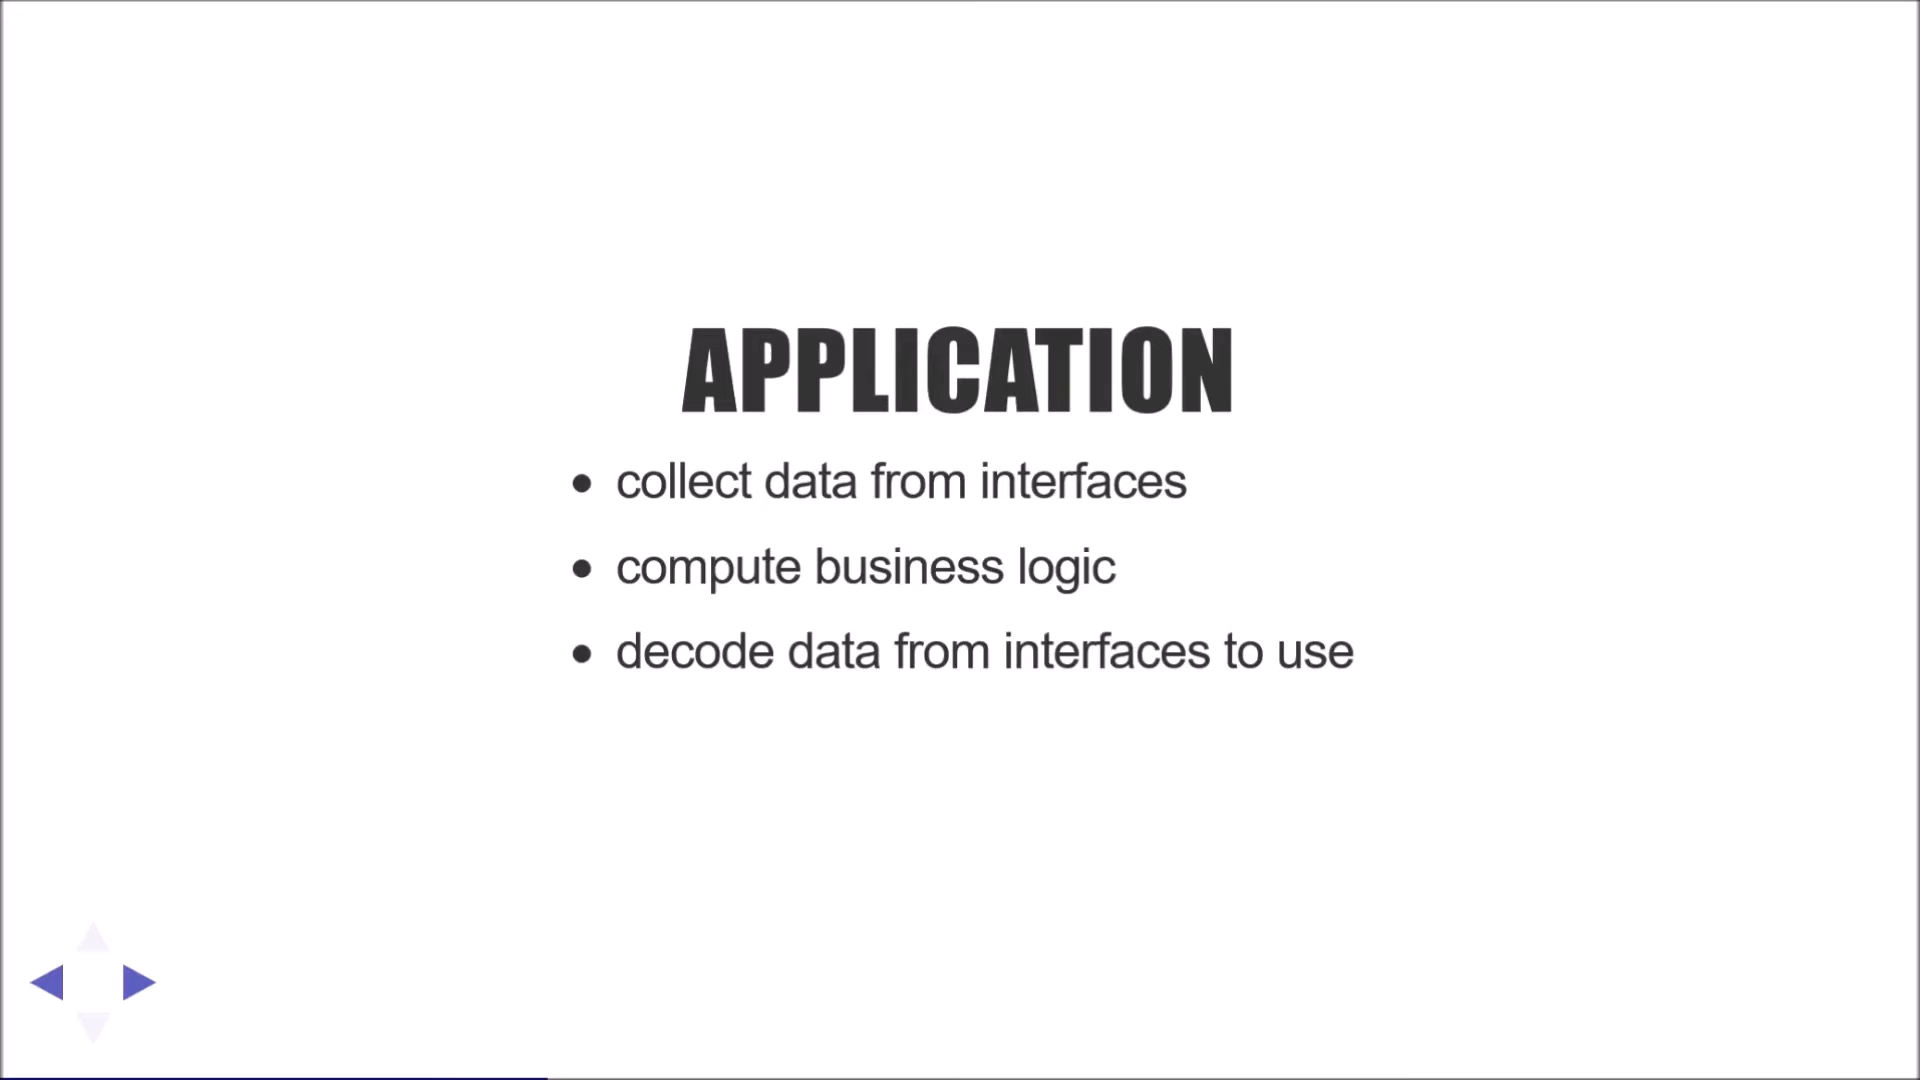 APPLICATION
• collect data from interfaces
• compute business logic
• decode data from interfaces to use